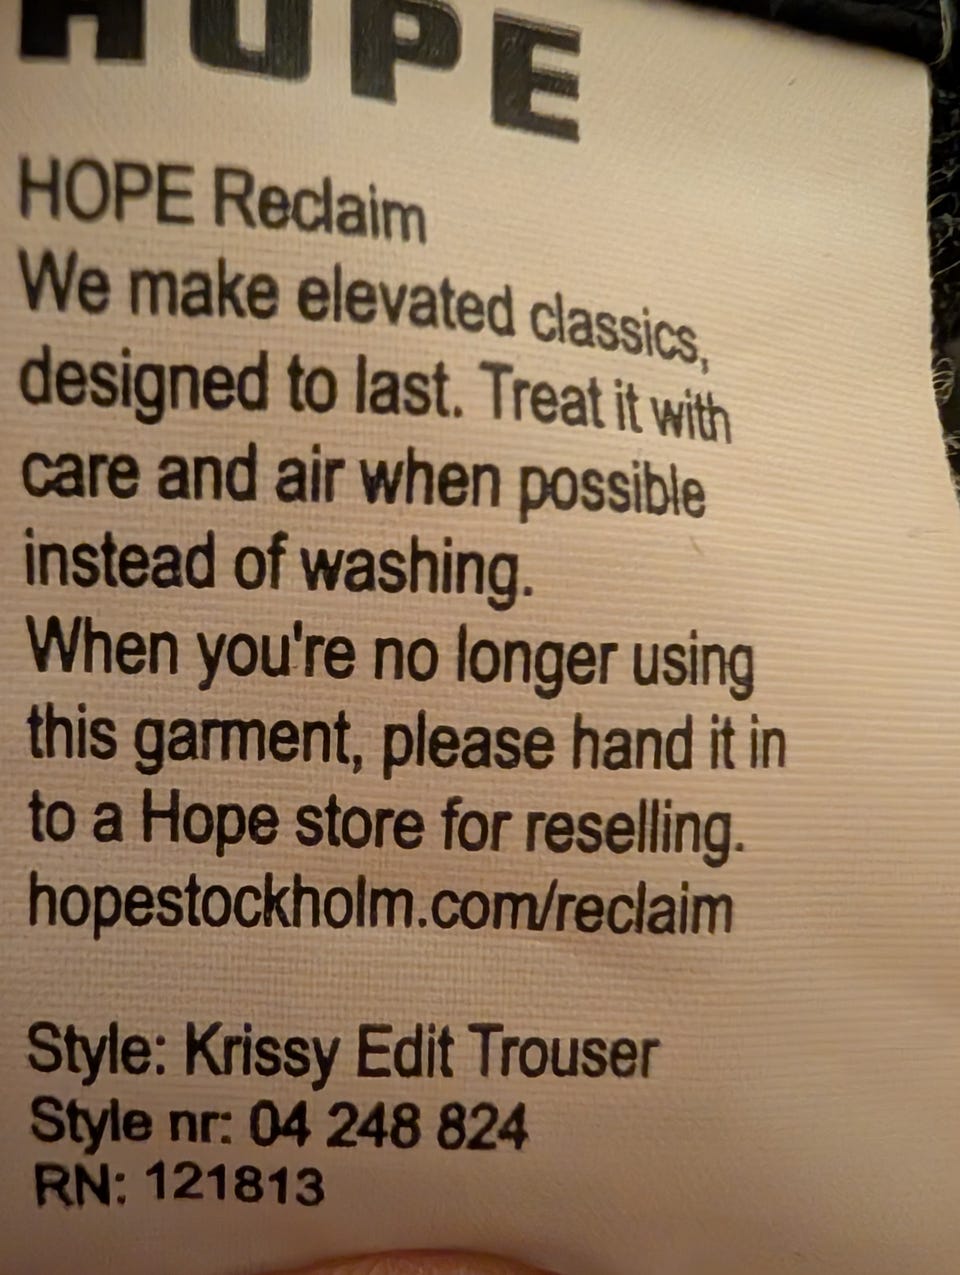 HOPE
HOPE Reclaim
We make elevated classics,
designed to last. Treat it with
care and air when possible
instead of washing.
When you're no longer using
this garment, please hand it in
to a Hope store for reselling.
hopestockholm.com/reclaim
Style: Krissy Edit Trouser
Style nr: 04 248 824
RN: 121813